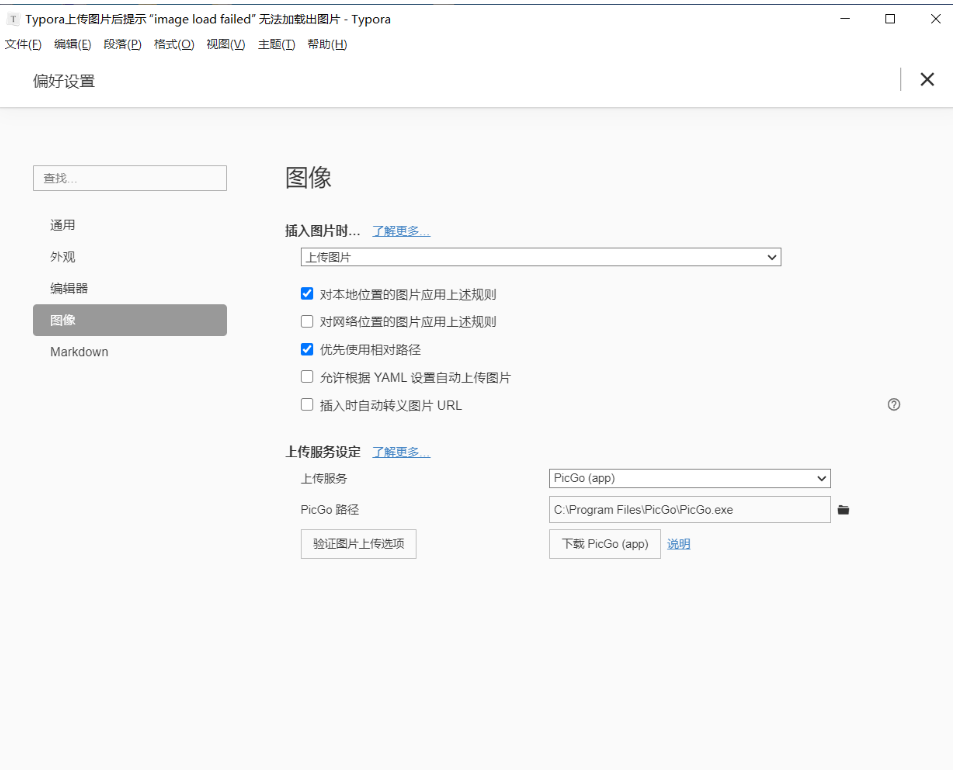 Typora上传图片后提示“image load failed” 无法加载出图片 - Typora
文件(F) 编辑(E) 段落(P) 格式(O) 视图(V) 主题(T) 帮助(H)
偏好设置
查找...
通用
外观
编辑器
图像
Markdown
图像
插入图片时... 了解更多...
上传图片
对本地位置的图片应用上述规则
对网络位置的图片应用上述规则
优先使用相对路径
允许根据 YAML 设置自动上传图片
插入时自动转义图片 URL
上传服务设定 了解更多...
上传服务 PicGo (app)
PicGo 路径 C:\Program Files\PicGo\PicGo.exe
验证图片上传选项 下载 PicGo (app) 说明